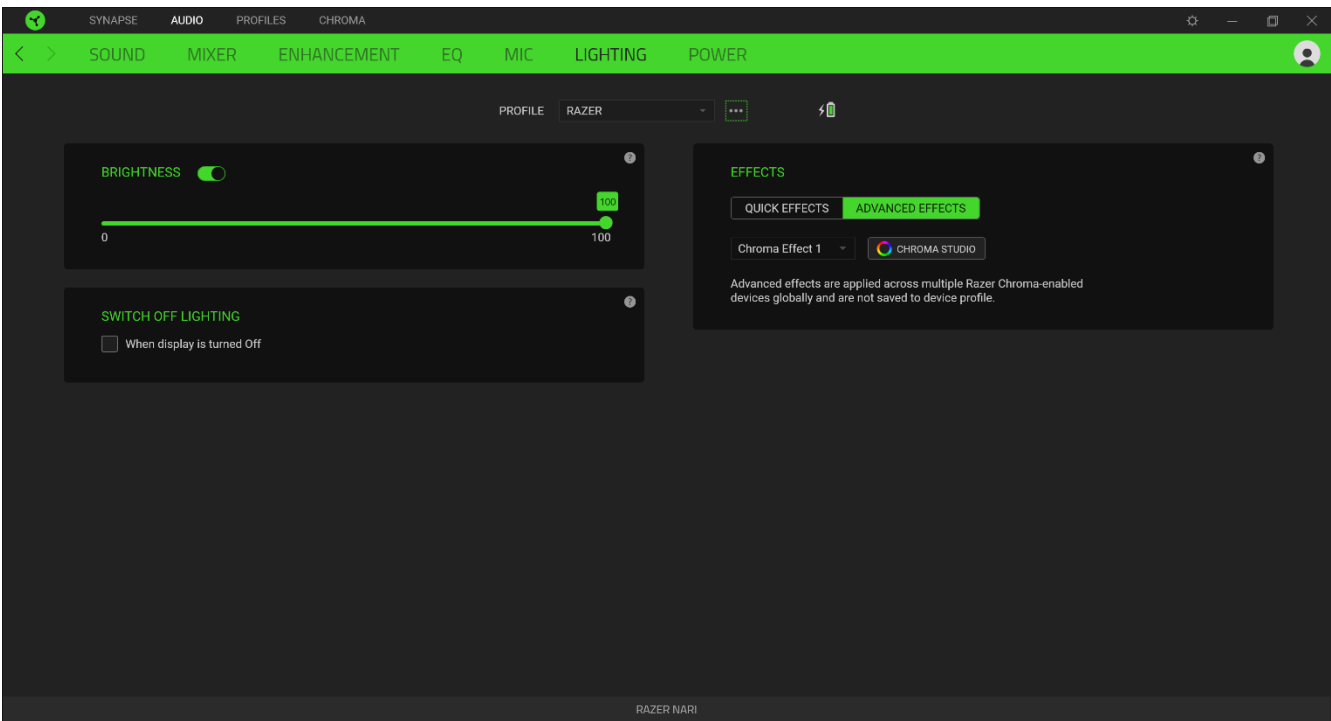 SYNAPSE AUDIO PROFILES CHROMA
SOUND MIXER ENHANCEMENT EQ MIC LIGHTING POWER
PROFILE RAZER
BRIGHTNESS
100
0 100
SWITCH OFF LIGHTING
When display is turned Off
EFFECTS
QUICK EFFECTS ADVANCED EFFECTS
Chroma Effect 1 CHROMA STUDIO
Advanced effects are applied across multiple Razer Chroma-enabled
devices globally and are not saved to device profile.
RAZER NARI